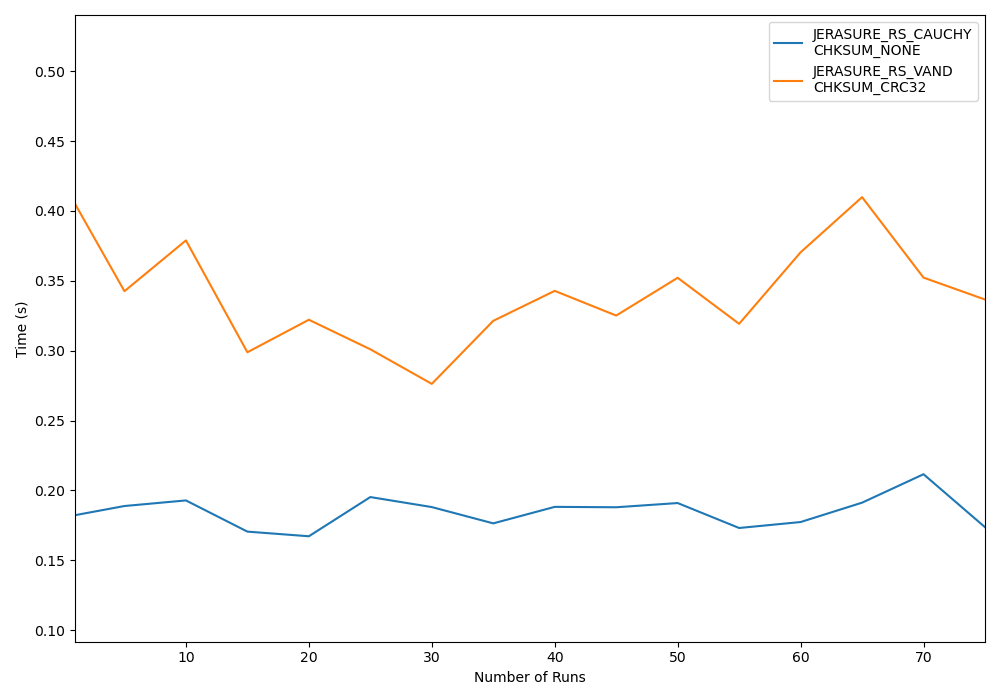 JERASURE_RS_CAUCHY
CHKSUM_NONE
JERASURE_RS_VAND
CHKSUM_CRC32
Time (s)
0.50
0.45
0.40
0.35
0.30
0.25
0.20
0.15
0.10
10 20 30 40 50 60 70
Number of Runs